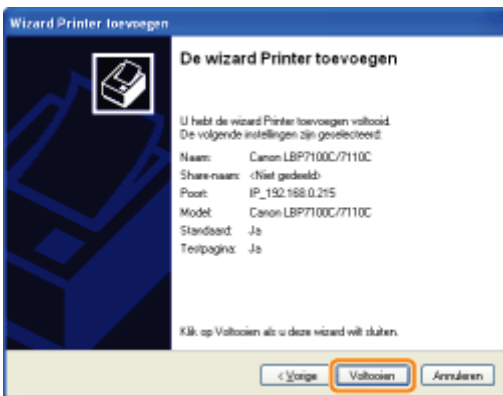 Wizard Printer toevoegen
De wizard Printer toevoegen
U hebt de wizard Printer toevoegen voltooid.
De volgende instellingen zijn geselecteerd:
Naam: Canon LBP7100C/7110C
Share-naam: <Niet gedeeld>
Poort: IP_192.168.0.215
Model: Canon LBP7100C/7110C
Standaard: Ja
Testpagina: Ja
Klik op Voltooien als u deze wizard wilt sluiten.
< Vorige Voltooien Annuleren